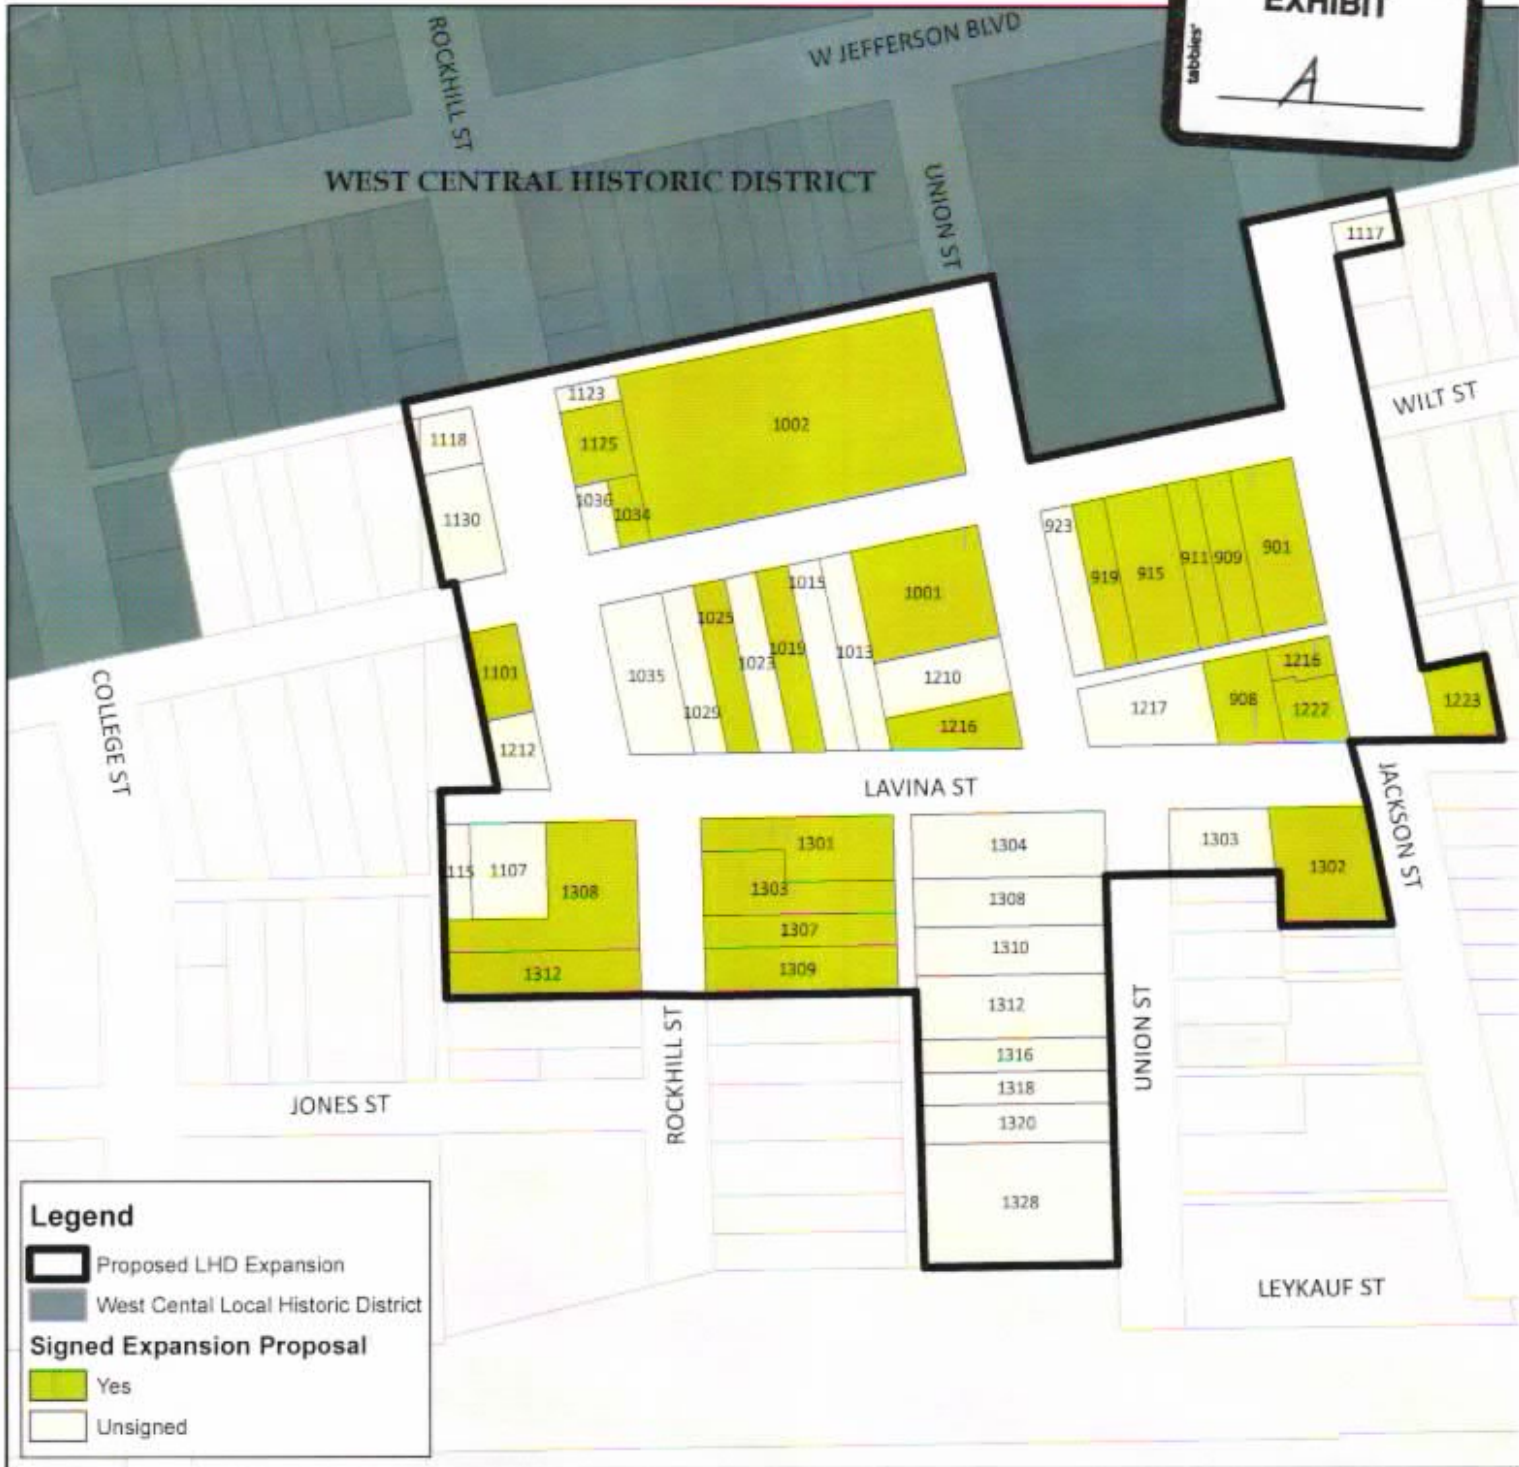 EXHIBIT
tabbies'
A
ROCKHILL ST
W JEFFERSON BLVD
WEST CENTRAL HISTORIC DISTRICT
UNION ST
1117
WILT ST
1123
1118
1125
1002
1130
1036
1034
923
919
915
911
909
901
1015
1001
1025
1019
1023
1013
1035
1029
1210
1216
1101
1212
1216
1217
908
1222
1223
COLLEGE ST
LAVINA ST
JACKSON ST
115
1107
1308
1312
1301
1303
1307
1309
1304
1308
1310
1312
1316
1318
1320
1328
1303
1302
UNION ST
ROCKHILL ST
JONES ST
LEYKAUF ST
Legend
Proposed LHD Expansion
West Cental Local Historic District
Signed Expansion Proposal
Yes
Unsigned